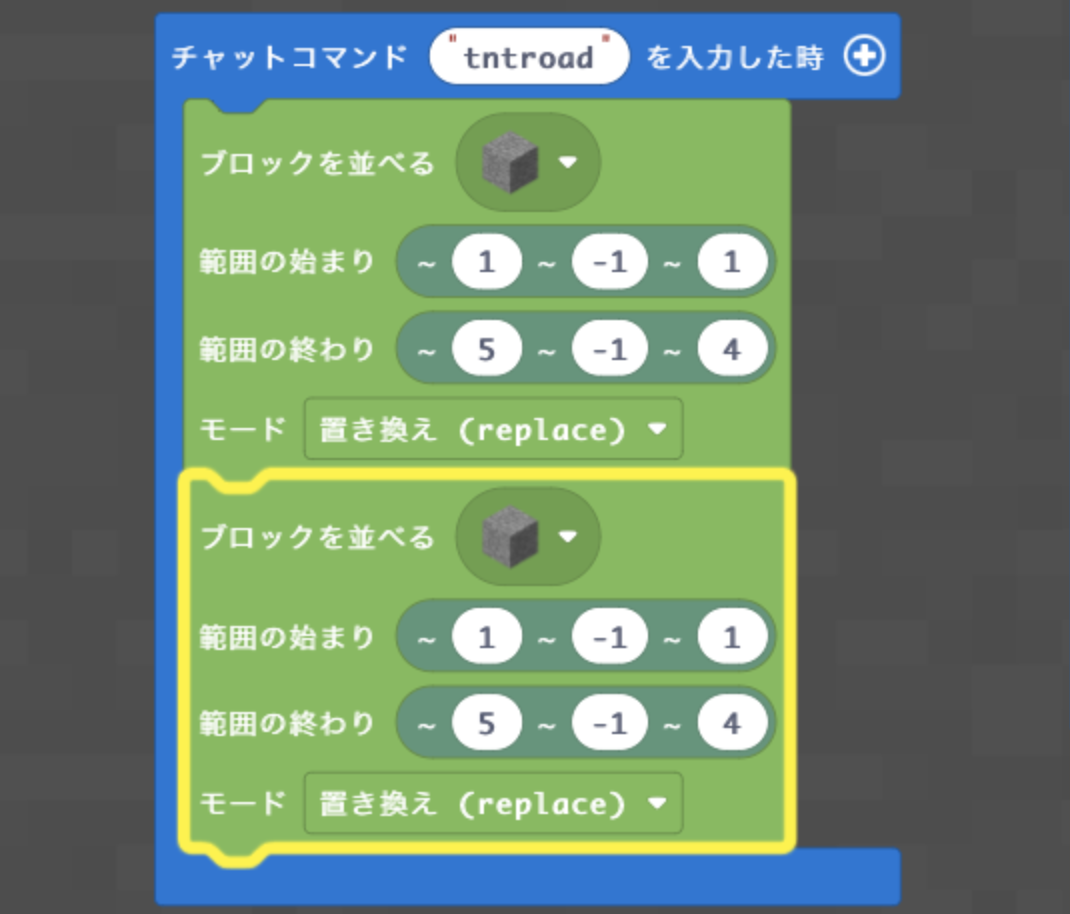 チャットコマンド "tntroad" を入力した時
ブロックを並べる
範囲の始まり ~ 1 ~ -1 ~ 1
範囲の終わり ~ 5 ~ -1 ~ 4
モード 置き換え (replace)
ブロックを並べる
範囲の始まり ~ 1 ~ -1 ~ 1
範囲の終わり ~ 5 ~ -1 ~ 4
モード 置き換え (replace)